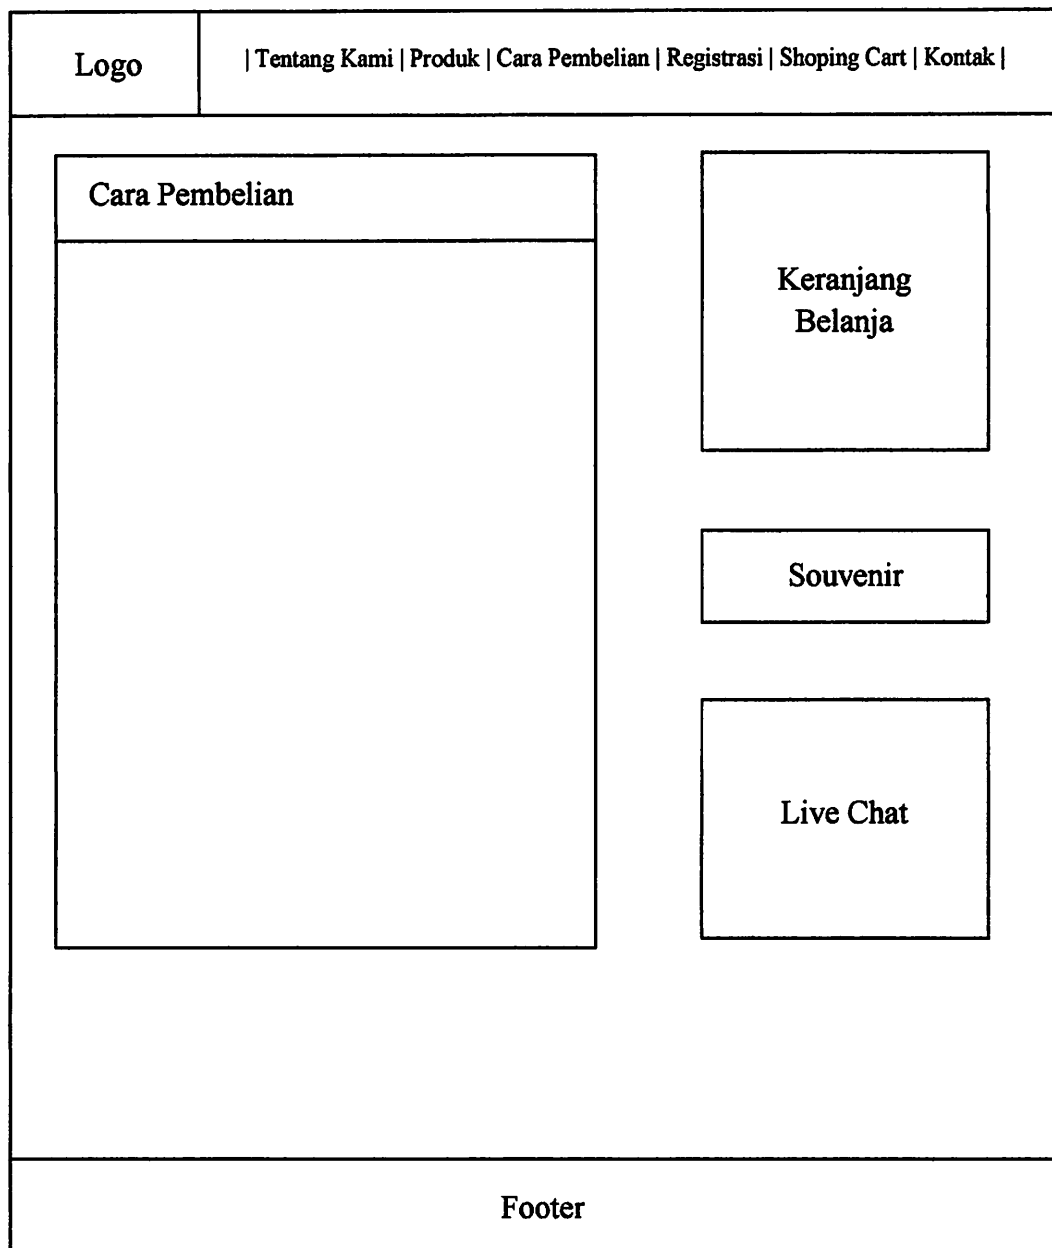 Logo
| Tentang Kami | Produk | Cara Pembelian | Registrasi | Shoping Cart | Kontak |
Cara Pembelian
Keranjang
Belanja
Souvenir
Live Chat
Footer